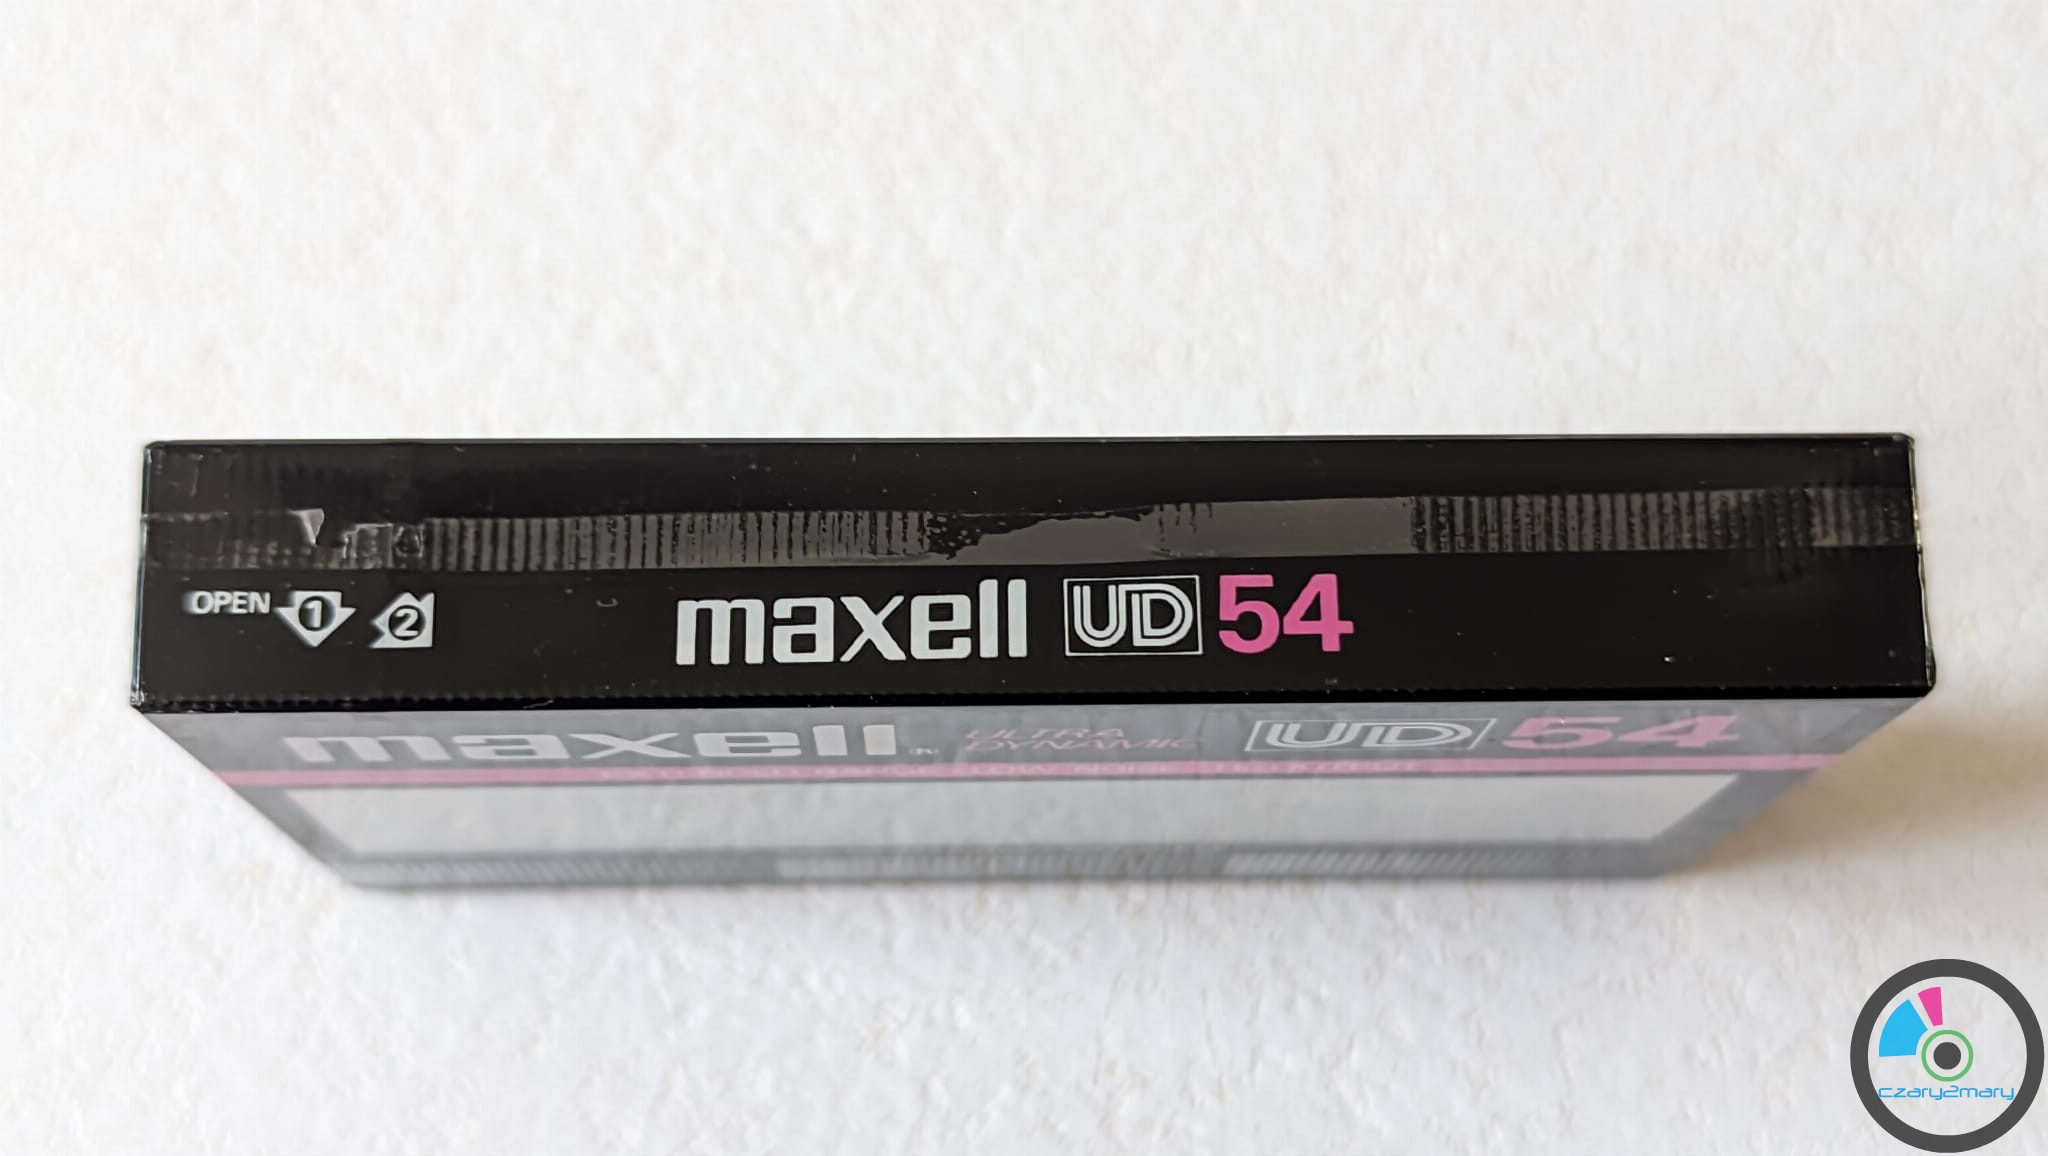 OPEN 1 2
maxell UD 54
maxell ULTRA DYNAMIC UD 54
czary2mary